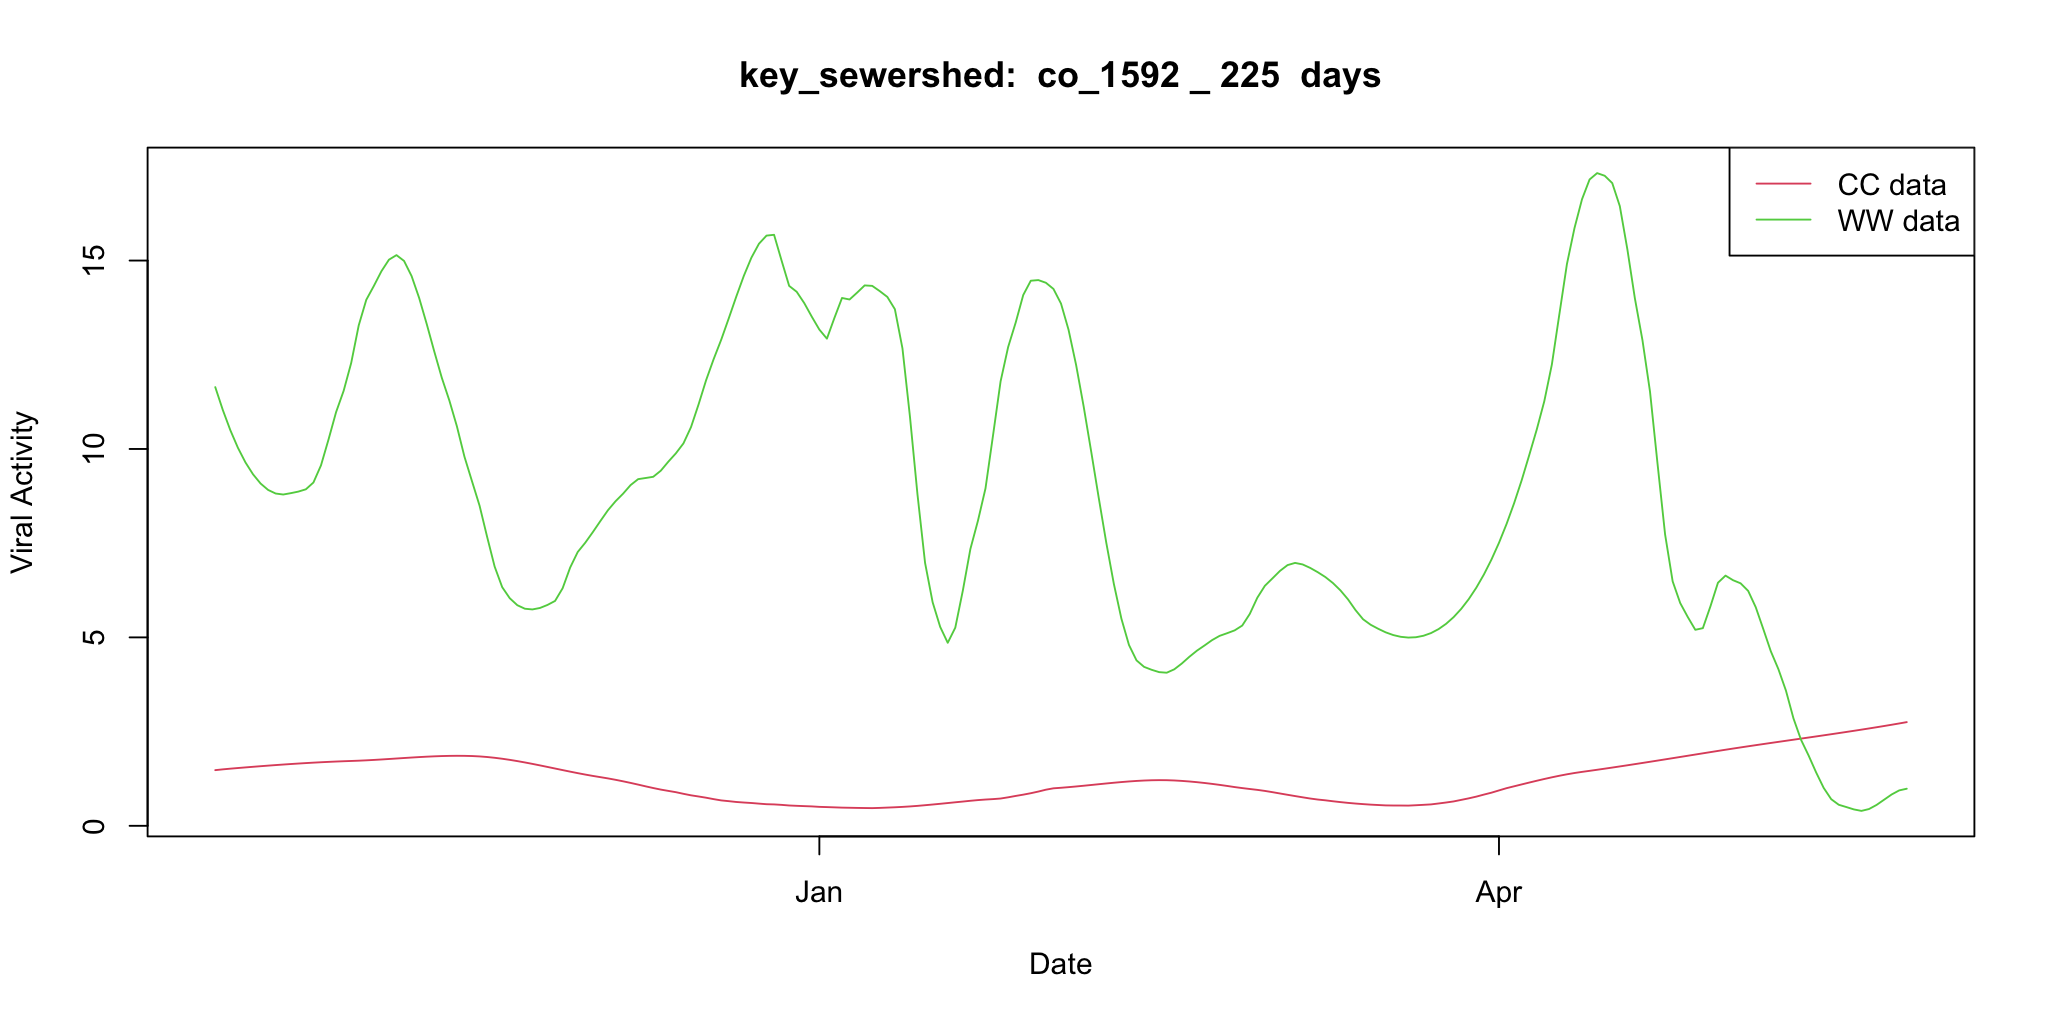 key_sewershed:  co_1592 _ 225  days
CC data
WW data
Viral Activity
15
10
5
0
Jan
Apr
Date